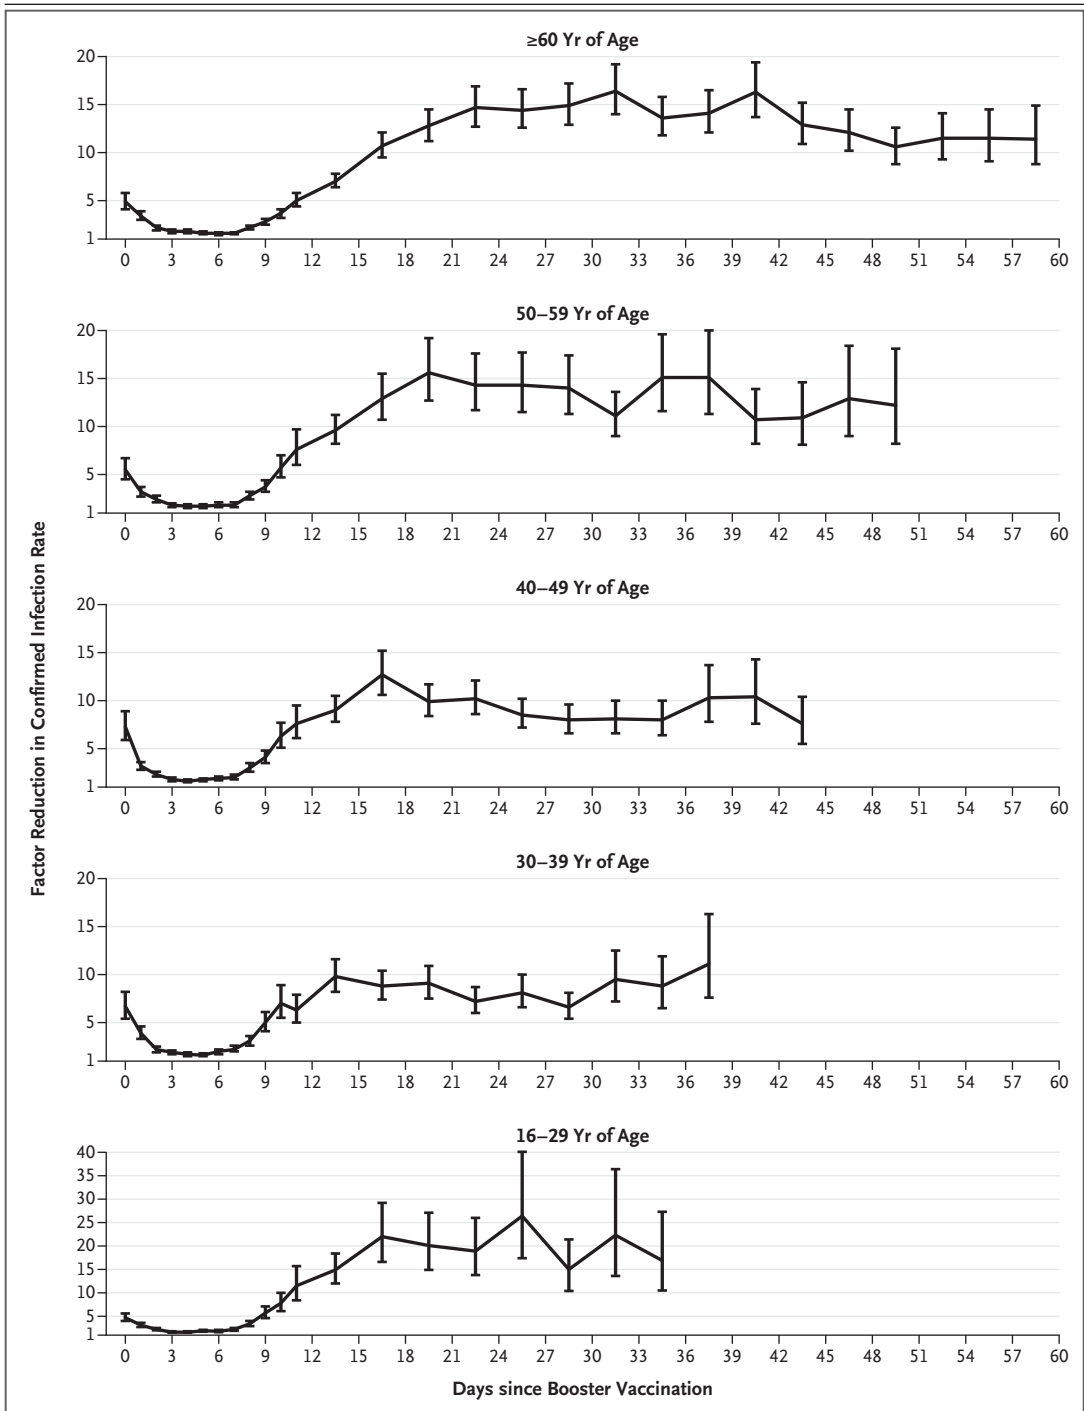 Factor Reduction in Confirmed Infection Rate
≥60 Yr of Age
20
15
10
5
1
0 3 6 9 12 15 18 21 24 27 30 33 36 39 42 45 48 51 54 57 60
50–59 Yr of Age
20
15
10
5
1
0 3 6 9 12 15 18 21 24 27 30 33 36 39 42 45 48 51 54 57 60
40–49 Yr of Age
20
15
10
5
1
0 3 6 9 12 15 18 21 24 27 30 33 36 39 42 45 48 51 54 57 60
30–39 Yr of Age
20
15
10
5
1
0 3 6 9 12 15 18 21 24 27 30 33 36 39 42 45 48 51 54 57 60
16–29 Yr of Age
40
35
30
25
20
15
10
5
1
0 3 6 9 12 15 18 21 24 27 30 33 36 39 42 45 48 51 54 57 60
Days since Booster Vaccination